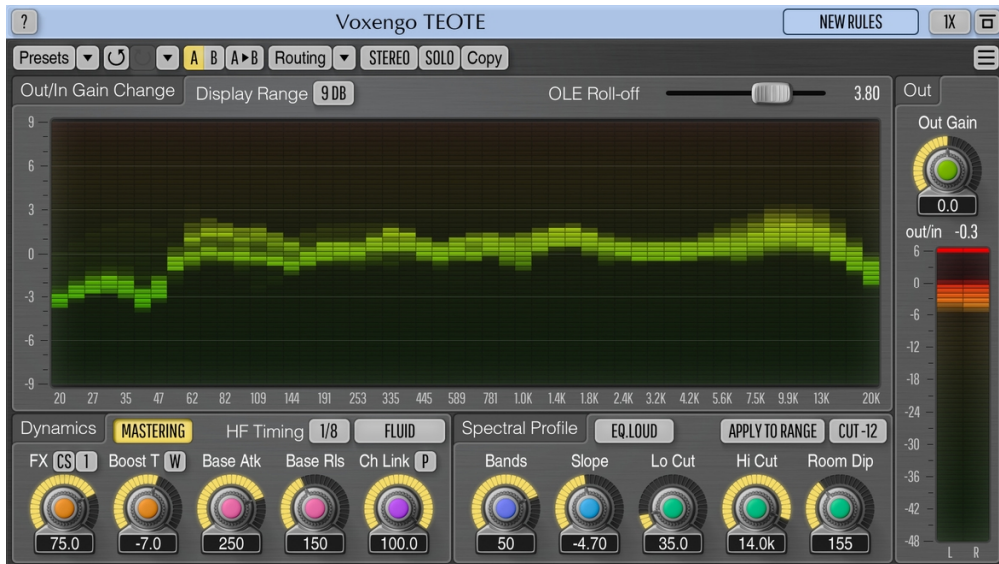 ? Voxengo TEOTE NEW RULES 1X
Presets A B A▸B Routing STEREO SOLO Copy
Out/In Gain Change Display Range 9 DB OLE Roll-off 3.80 Out
9
6
3
0
-3
-6
-9
20 27 35 47 62 82 109 144 191 253 335 445 589 781 1.0K 1.4K 1.8K 2.4K 3.2K 4.2K 5.6K 7.5K 9.9K 13K 20K
Out Gain
0.0
out/in -0.3
6
0
-6
-12
-18
-24
-30
-36
-42
-48
L R
Dynamics MASTERING HF Timing 1/8 FLUID
FX CS 1 Boost T W Base Atk Base Rls Ch Link P
75.0 -7.0 250 150 100.0
Spectral Profile EQ.LOUD APPLY TO RANGE CUT -12
Bands Slope Lo Cut Hi Cut Room Dip
50 -4.70 35.0 14.0k 155